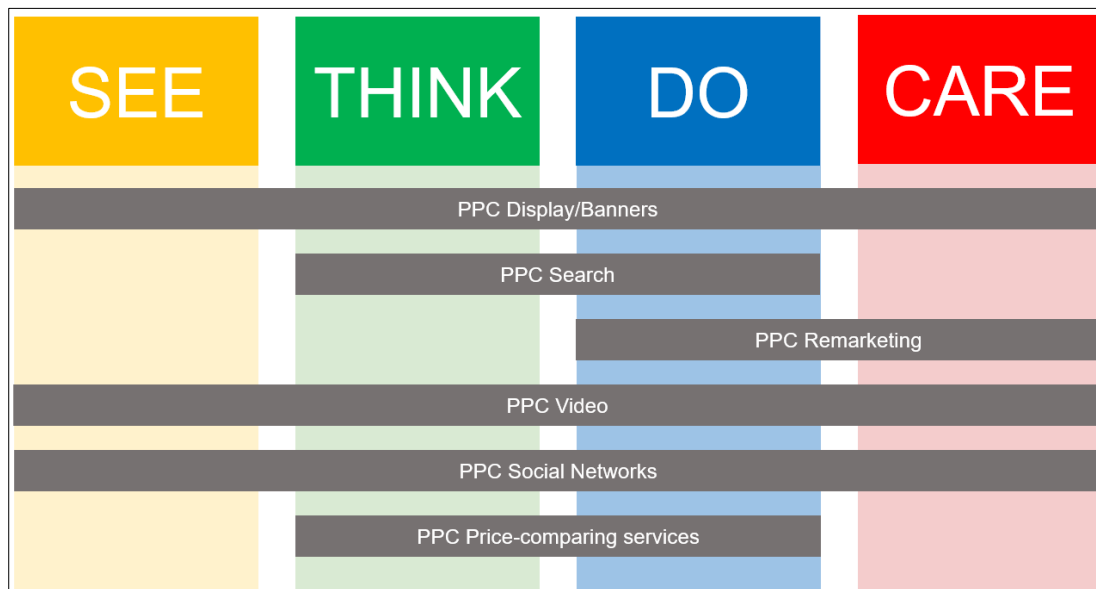 SEE
THINK
DO
CARE
PPC Display/Banners
PPC Search
PPC Remarketing
PPC Video
PPC Social Networks
PPC Price-comparing services